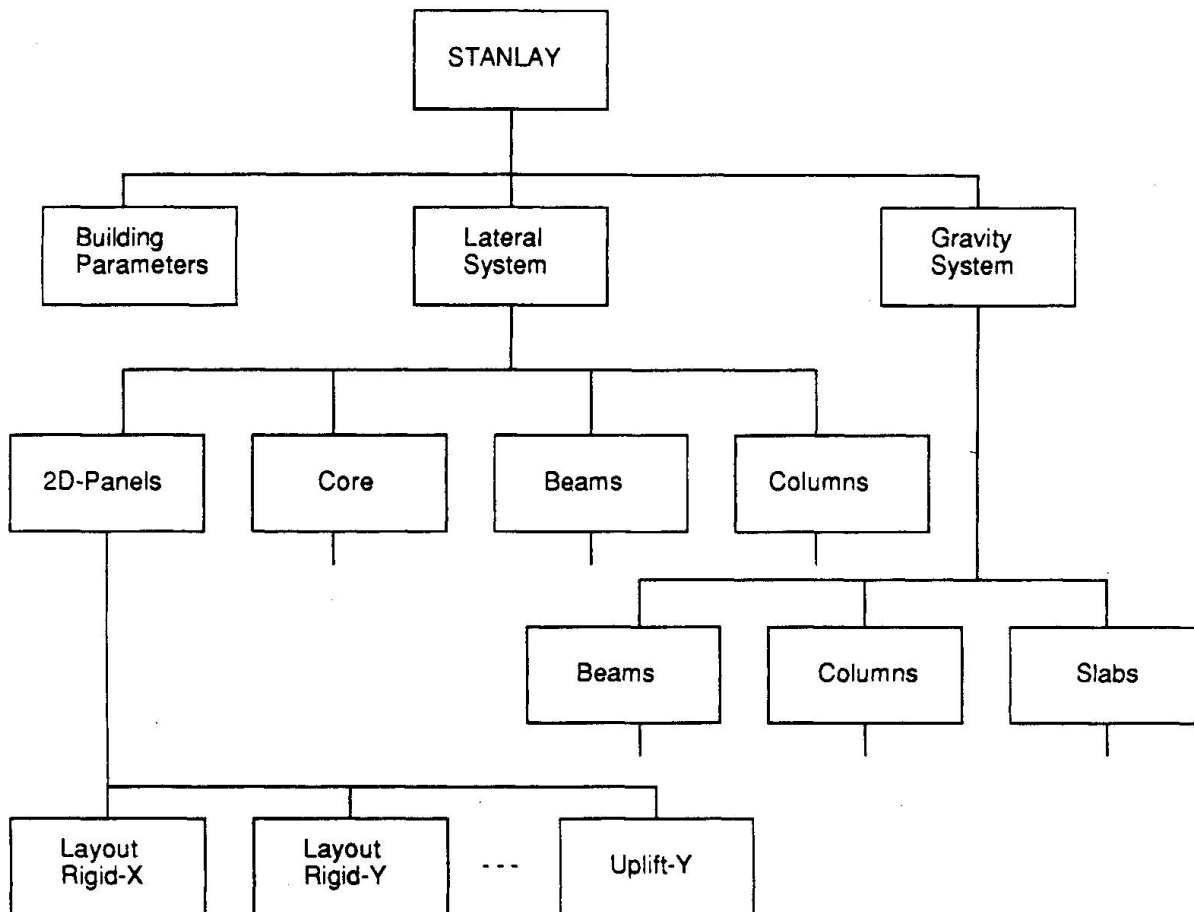 STANLAY
Building
Parameters
Lateral
System
Gravity
System
2D-Panels
Core
Beams
Columns
Beams
Columns
Slabs
Layout
Rigid-X
Layout
Rigid-Y
- - -
Uplift-Y